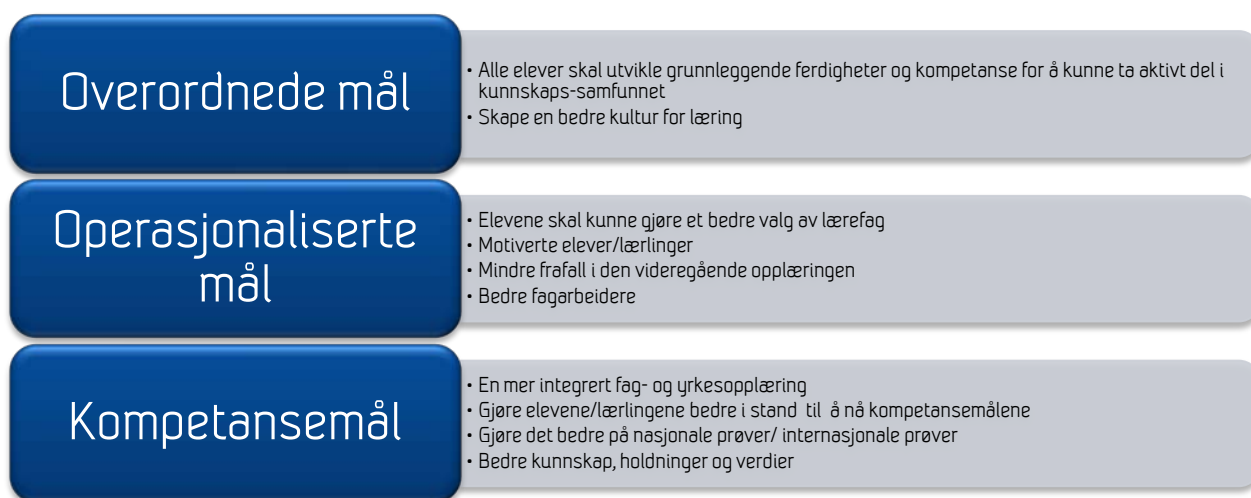 Overordnede mål
• Alle elever skal utvikle grunnleggende ferdigheter og kompetanse for å kunne ta aktivt del i
kunnskaps-samfunnet
• Skape en bedre kultur for læring
Operasjonaliserte
mål
• Elevene skal kunne gjøre et bedre valg av lærefag
• Motiverte elever/lærlinger
• Mindre frafall i den videregående opplæringen
• Bedre fagarbeidere
Kompetansemål
• En mer integrert fag- og yrkesopplæring
• Gjøre elevene/lærlingene bedre i stand til å nå kompetansemålene
• Gjøre det bedre på nasjonale prøver/ internasjonale prøver
• Bedre kunnskap, holdninger og verdier